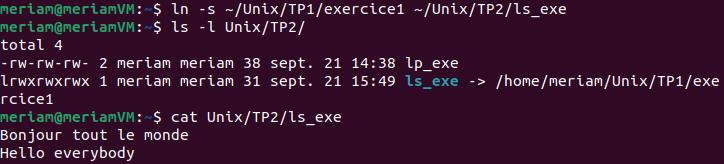 meriam@meriamVM:~$ ln -s ~/Unix/TP1/exercice1 ~/Unix/TP2/ls_exe
meriam@meriamVM:~$ ls -l Unix/TP2/
total 4
-rw-rw-rw- 2 meriam meriam 38 sept. 21 14:38 lp_exe
lrwxrwxrwx 1 meriam meriam 31 sept. 21 15:49 ls_exe -> /home/meriam/Unix/TP1/exe
rcice1
meriam@meriamVM:~$ cat Unix/TP2/ls_exe
Bonjour tout le monde
Hello everybody